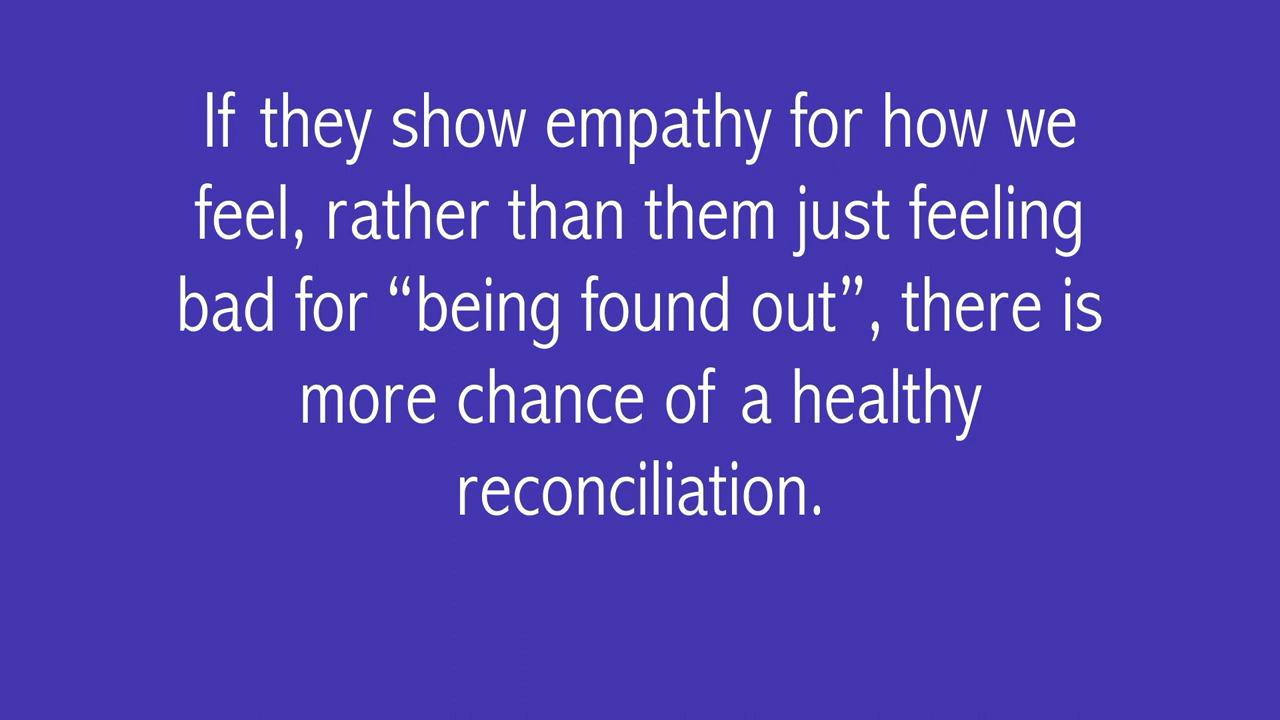 If they show empathy for how we
feel, rather than them just feeling
bad for “being found out”, there is
more chance of a healthy
reconciliation.